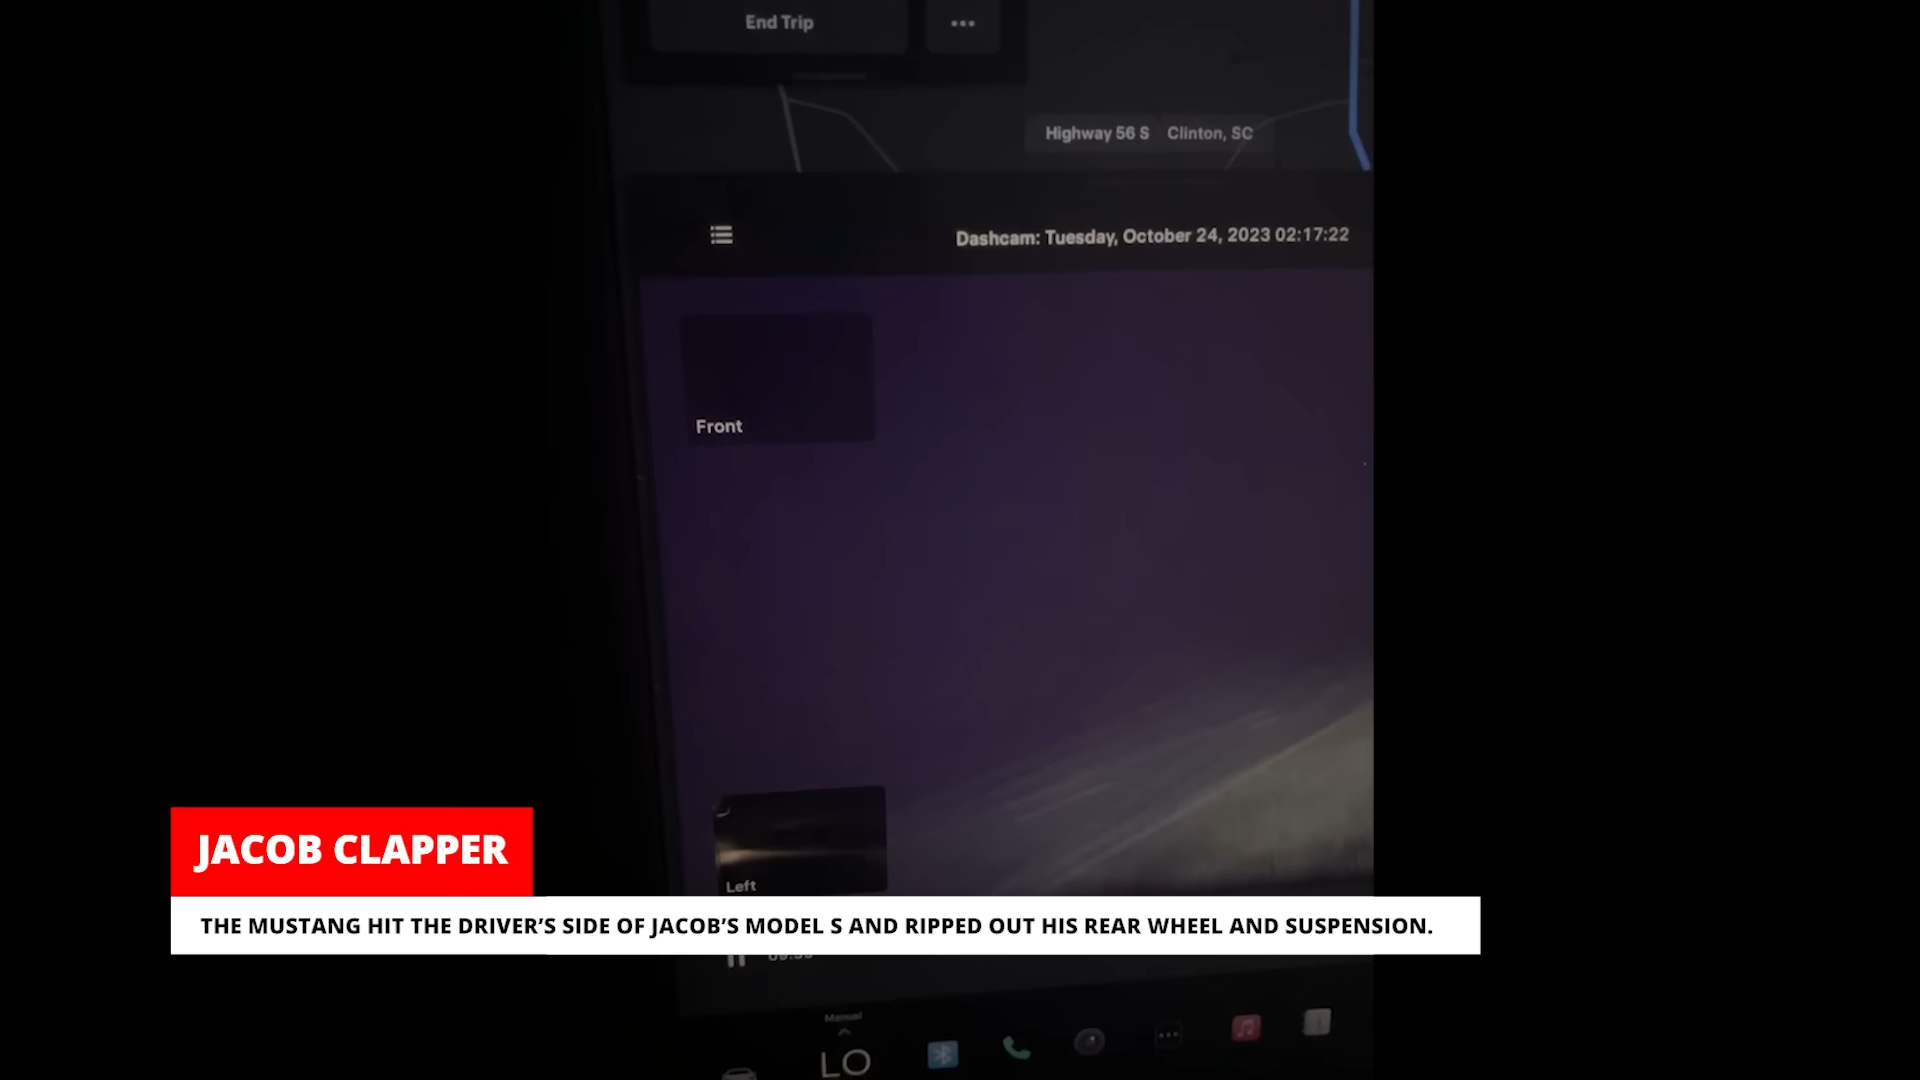 End Trip
Highway 56 S Clinton, SC
Dashcam: Tuesday, October 24, 2023 02:17:22
Front
Left
JACOB CLAPPER
THE MUSTANG HIT THE DRIVER’S SIDE OF JACOB’S MODEL S AND RIPPED OUT HIS REAR WHEEL AND SUSPENSION.
Manual
LO